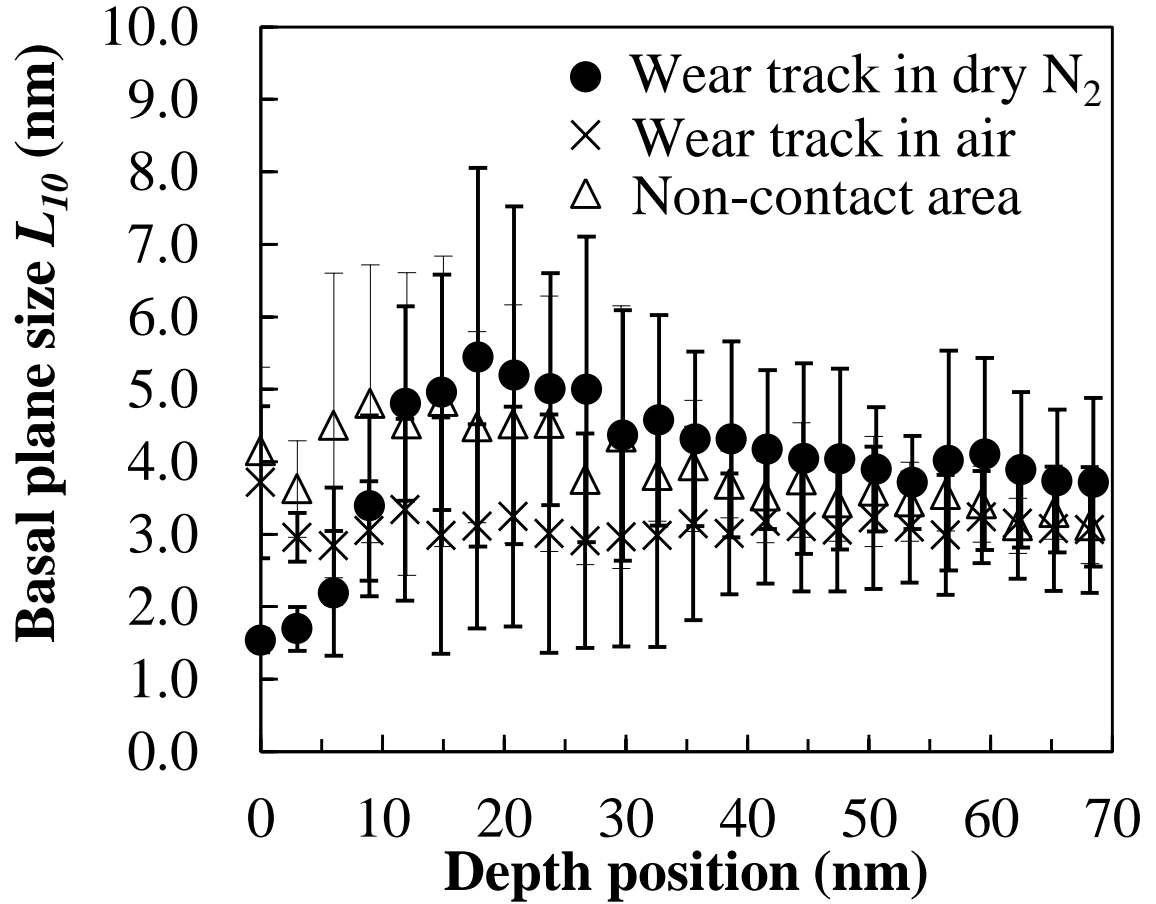 Basal plane size L10 (nm)
10.0
9.0
8.0
7.0
6.0
5.0
4.0
3.0
2.0
1.0
0.0
Wear track in dry N2
Wear track in air
Non-contact area
0 10 20 30 40 50 60 70
Depth position (nm)